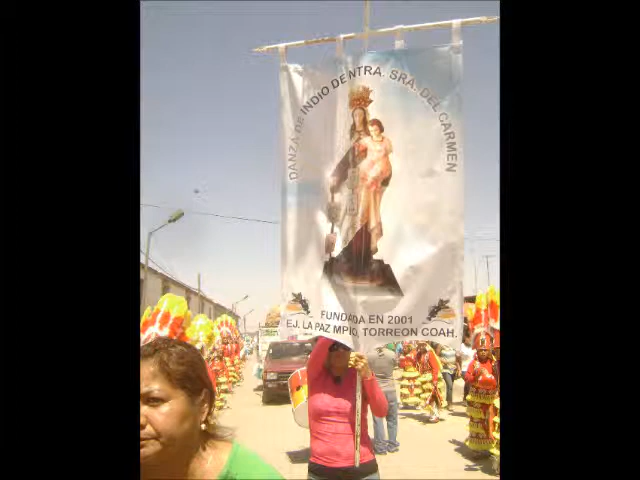 DANZA DE INDIO DE NTRA. SRA. DEL CARMEN
FUNDADA EN 2001
EJ. LA PAZ MPIO, TORREON COAH.